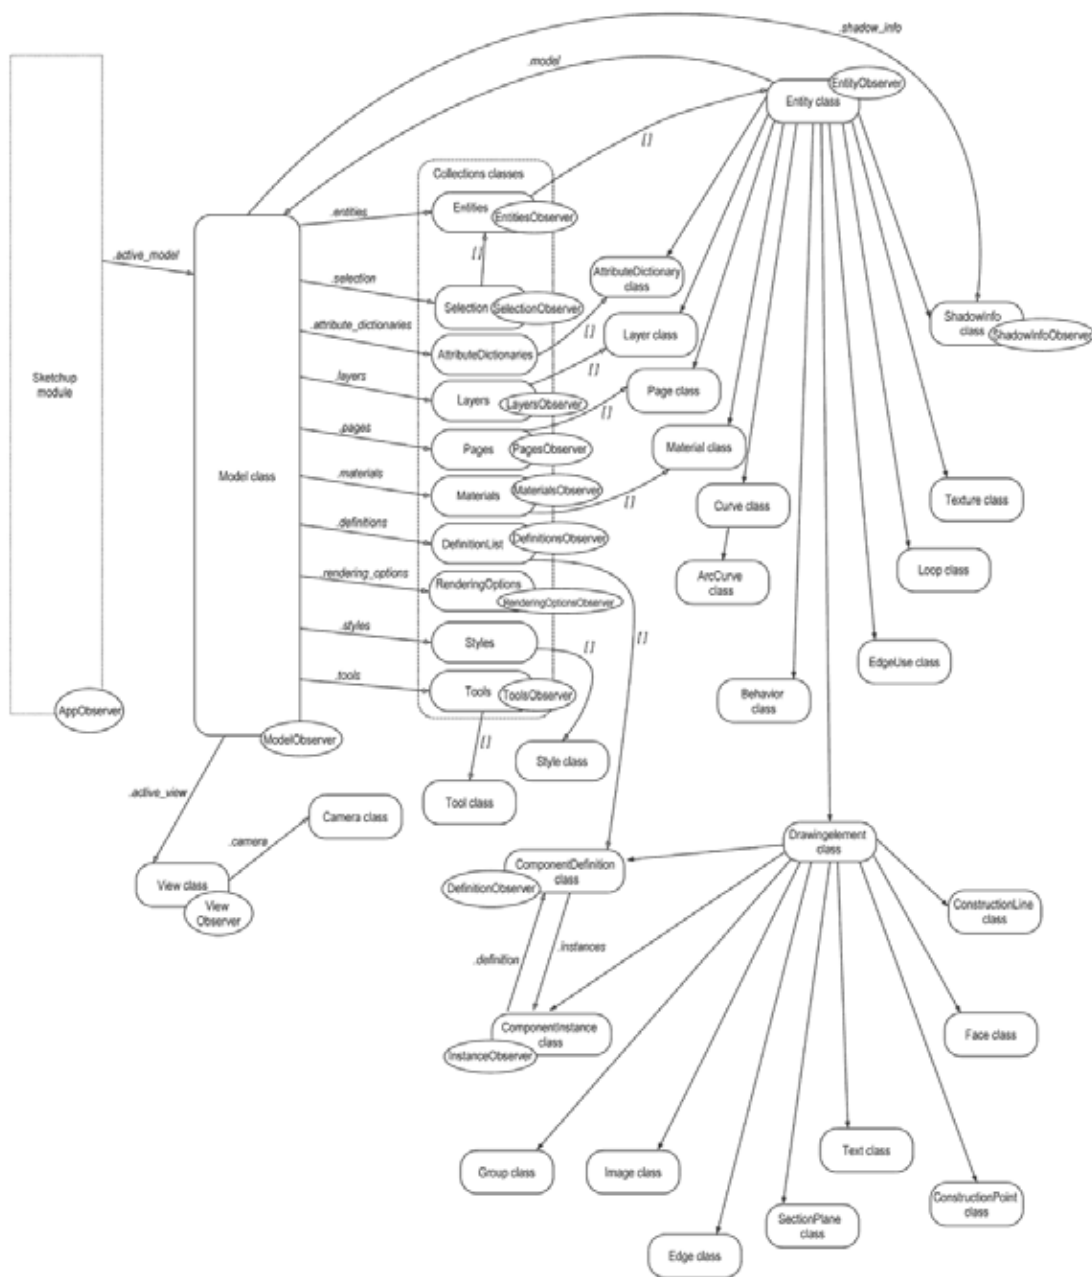 .shadow_info
.model
EntityObserver
Entity class
[ ]
Collections classes
Entities
EntitiesObserver
.entities
.active_model
[ ]
.selection
Selection
SelectionObserver
AttributeDictionary
class
ShadowInfo
class
ShadowInfoObserver
.attribute_dictionaries
AttributeDictionaries
[ ]
Layer class
Sketchup
module
.layers
Layers
LayersObserver
[ ]
Page class
.pages
Pages
PagesObserver
[ ]
Material class
Model class
.materials
Materials
MaterialsObserver
[ ]
Curve class
Texture class
.definitions
DefinitionList
DefinitionsObserver
ArcCurve
class
Loop class
.rendering_options
RenderingOptions
RenderingOptionsObserver
.styles
Styles
[ ]
[ ]
EdgeUse class
.tools
Tools
ToolsObserver
Behavior
class
AppObserver
ModelObserver
[ ]
Style class
.active_view
Tool class
Camera class
.camera
Drawingelement
class
View class
View
Observer
ComponentDefinition
class
DefinitionObserver
ConstructionLine
class
.definition
.instances
ComponentInstance
class
InstanceObserver
Face class
Group class
Image class
Text class
ConstructionPoint
class
SectionPlane
class
Edge class